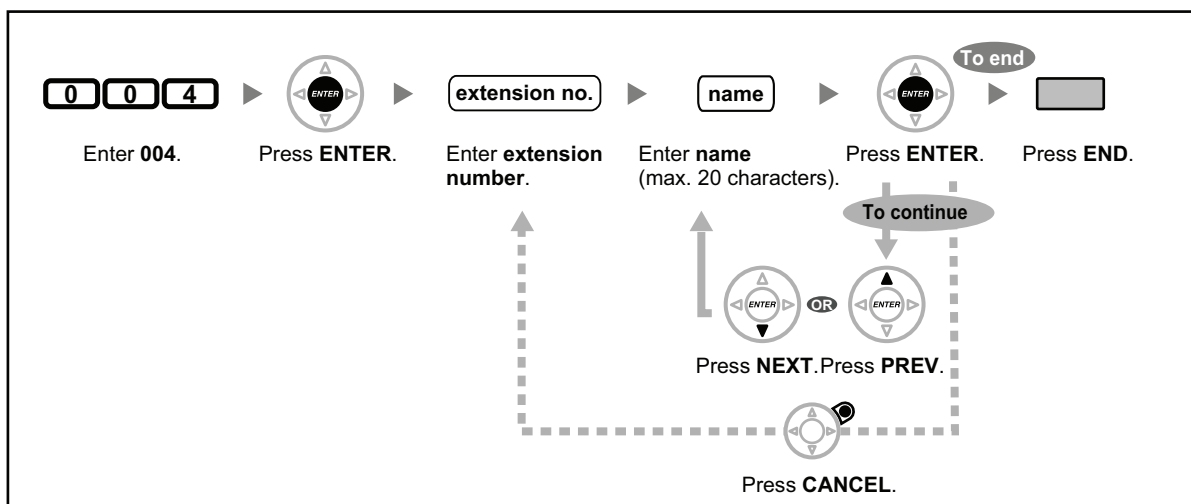 To end
0 0 4
ENTER
extension no.
name
ENTER
Enter 004.
Press ENTER.
Enter extension
number.
Enter name
(max. 20 characters).
Press ENTER.
Press END.
To continue
ENTER
OR
ENTER
Press NEXT.
Press PREV.
Press CANCEL.